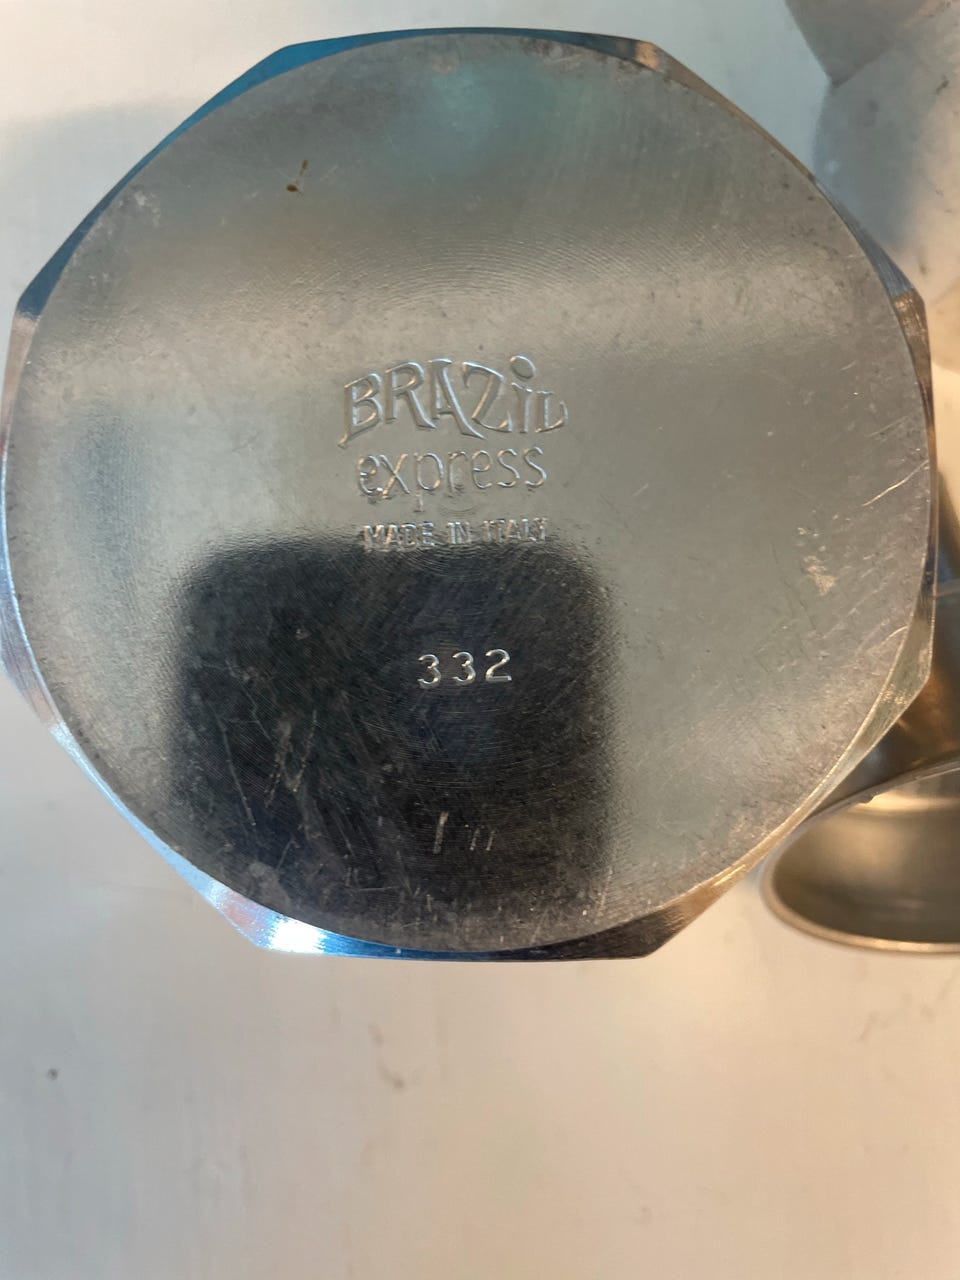 BRAZiL
express
MADE IN ITALY
332